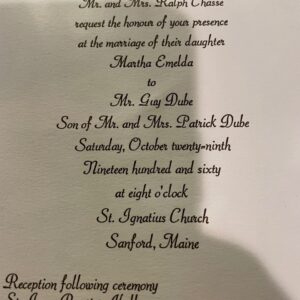 Mr. and Mrs. Ralph Chasse
request the honour of your presence
at the marriage of their daughter
Martha Emelda
to
Mr. Guy Dube
Son of Mr. and Mrs. Patrick Dube
Saturday, October twenty-ninth
Nineteen hundred and sixty
at eight o'clock
St. Ignatius Church
Sanford, Maine
Reception following ceremony